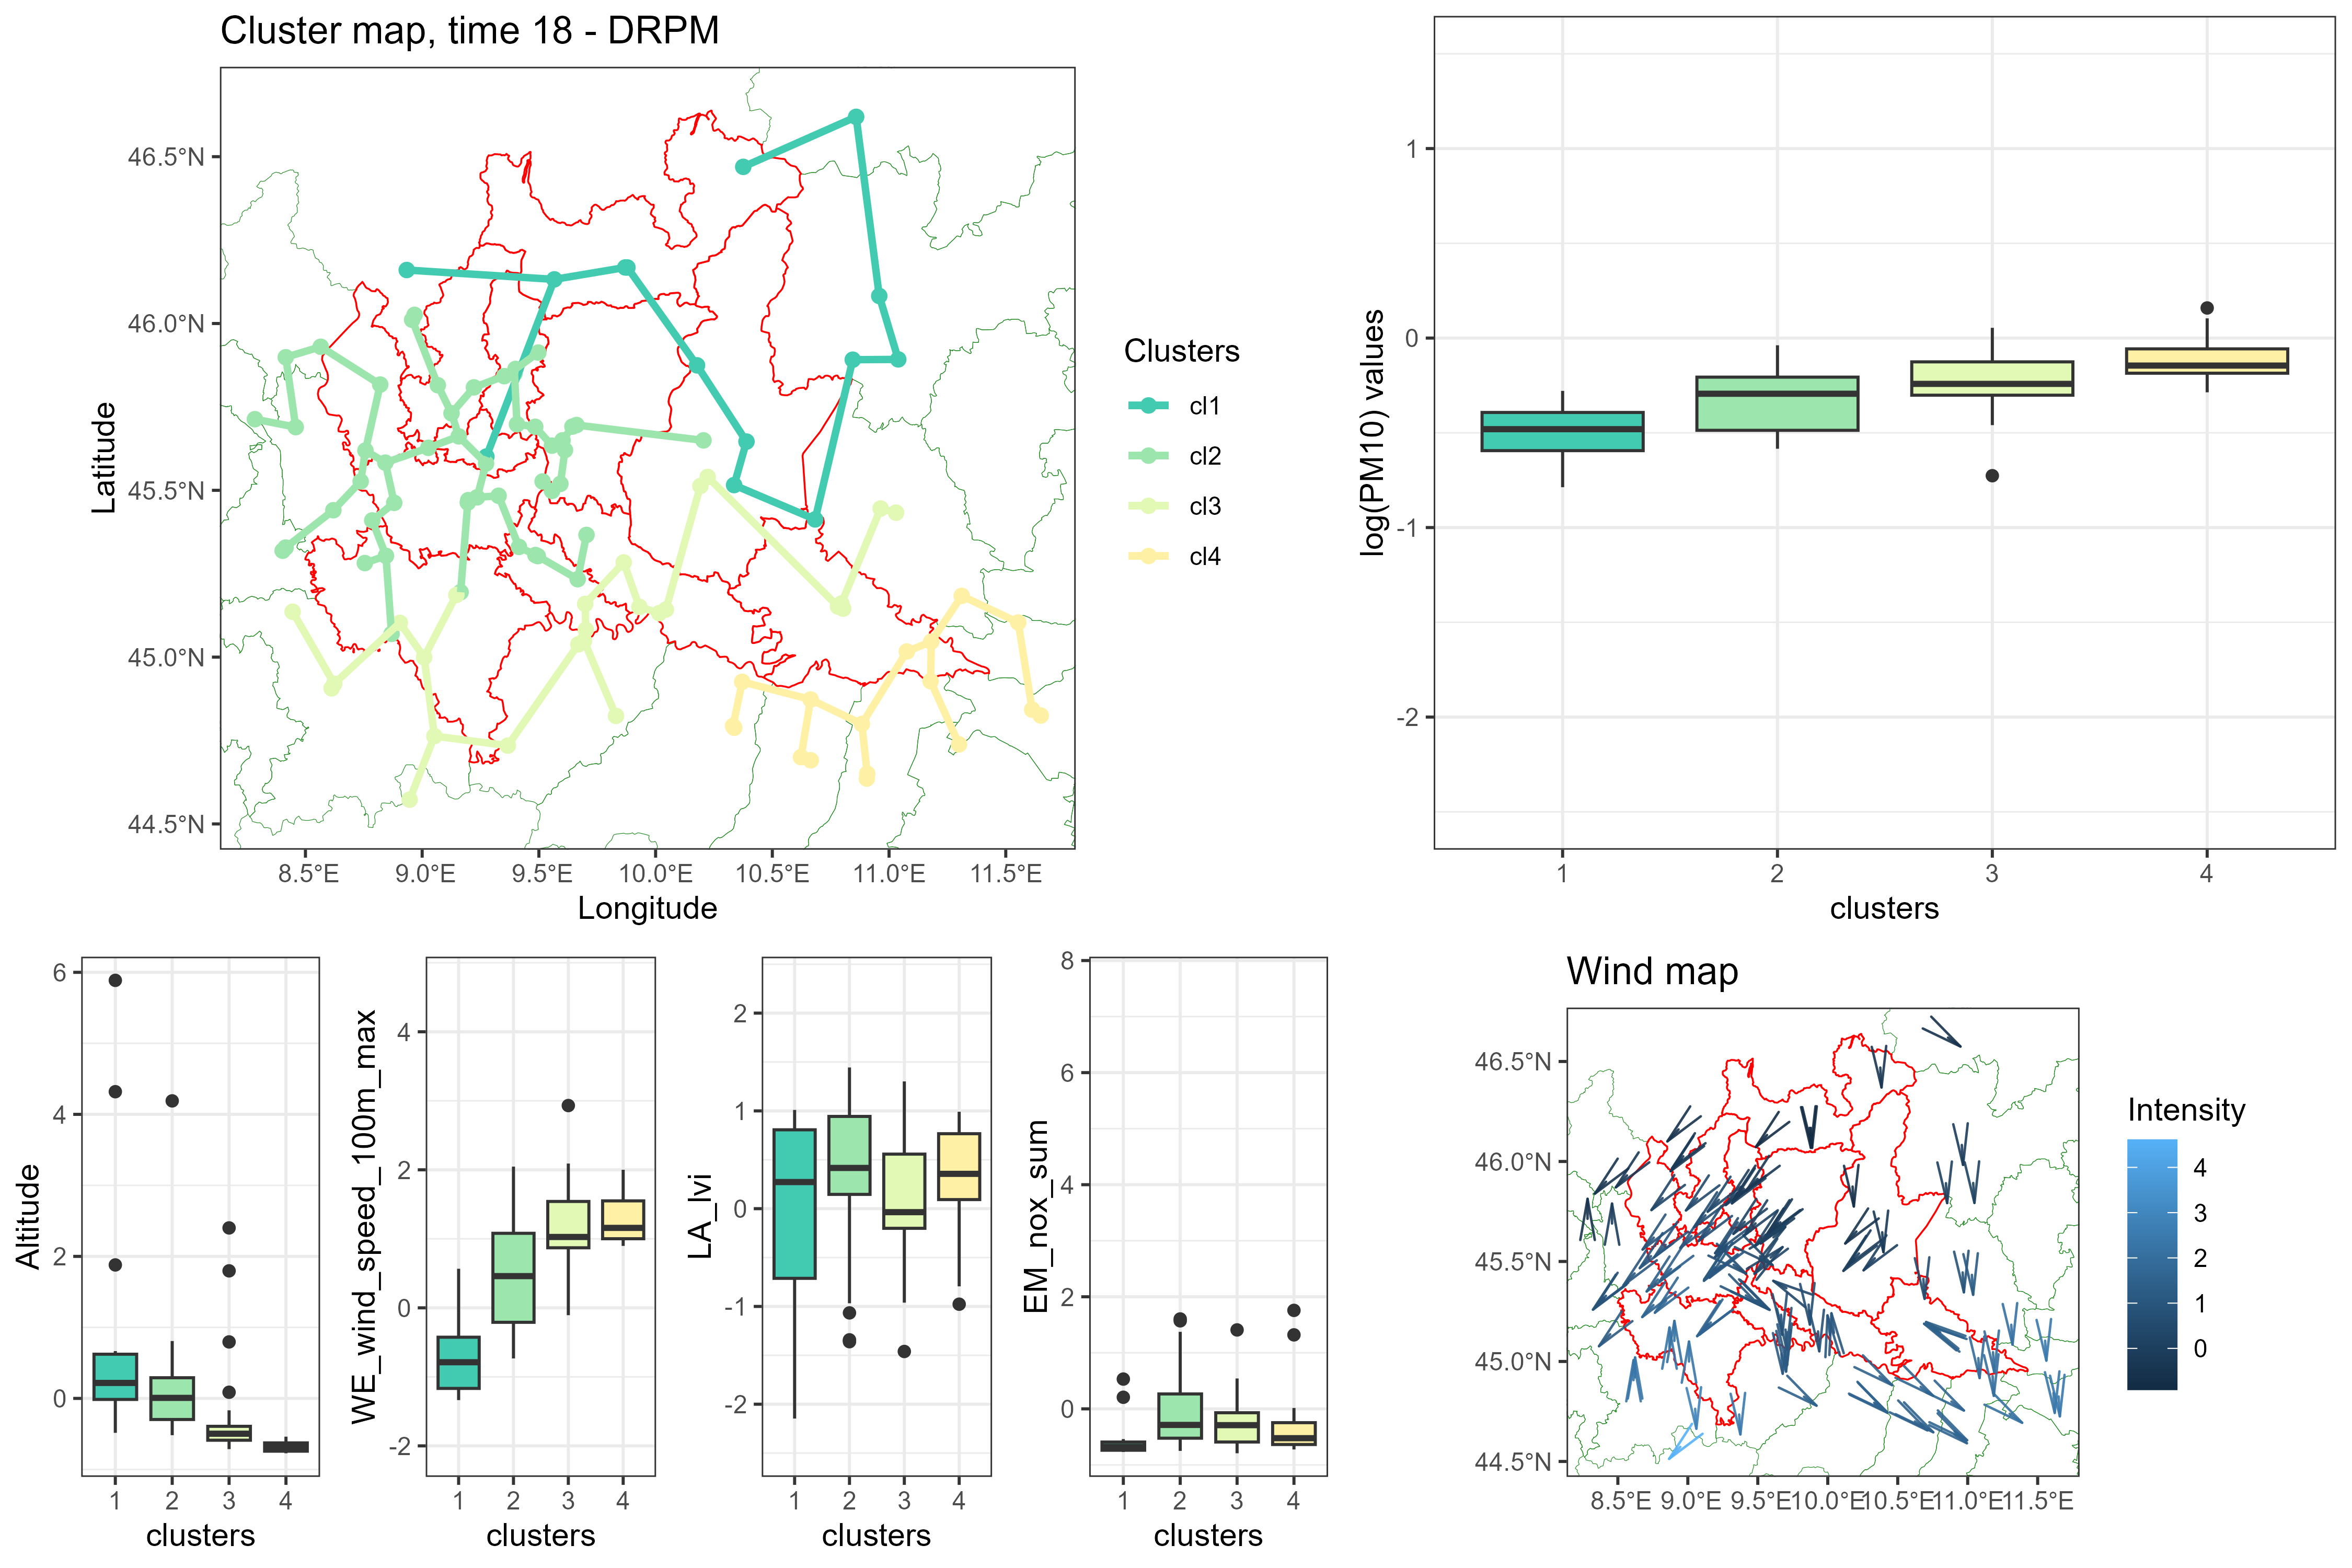 Cluster map, time 18 - DRPM
46.5°N
46.0°N
45.5°N
45.0°N
44.5°N
Latitude
8.5°E 9.0°E 9.5°E 10.0°E 10.5°E 11.0°E 11.5°E
Longitude
Clusters
cl1
cl2
cl3
cl4
log(PM10) values
1
0
-1
-2
1 2 3 4
clusters
Altitude
6
4
2
0
1 2 3 4
clusters
WE_wind_speed_100m_max
4
2
0
-2
1 2 3 4
clusters
LA_lvi
2
1
0
-1
-2
1 2 3 4
clusters
EM_nox_sum
8
6
4
2
0
1 2 3 4
clusters
Wind map
46.5°N
46.0°N
45.5°N
45.0°N
44.5°N
8.5°E 9.0°E 9.5°E 10.0°E 10.5°E 11.0°E 11.5°E
Intensity
4
3
2
1
0